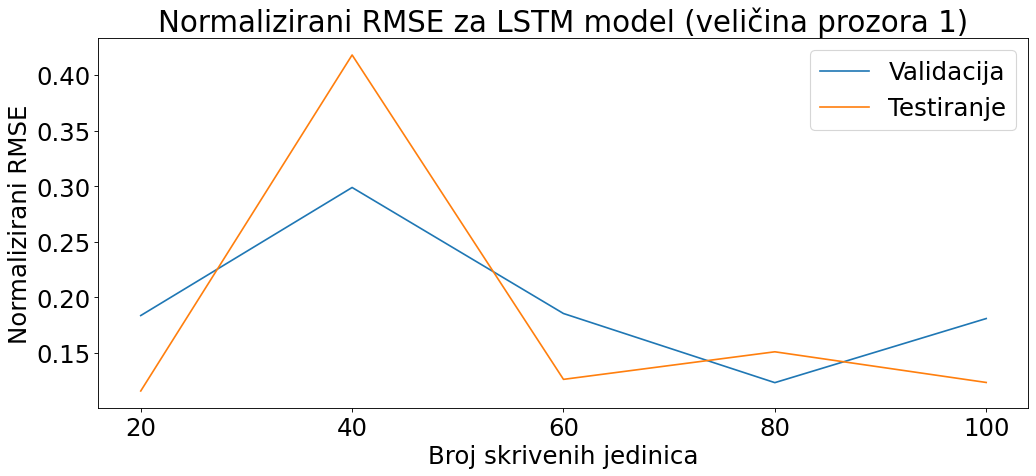 Normalizirani RMSE za LSTM model (veličina prozora 1)
Validacija
Testiranje
Normalizirani RMSE
0.40
0.35
0.30
0.25
0.20
0.15
20 40 60 80 100
Broj skrivenih jedinica